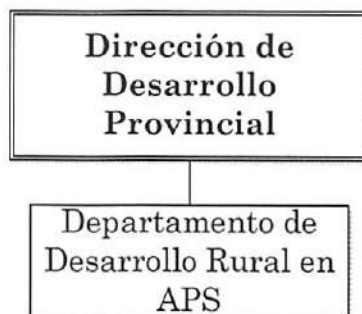 Dirección de
Desarrollo
Provincial
Departamento de
Desarrollo Rural en
APS